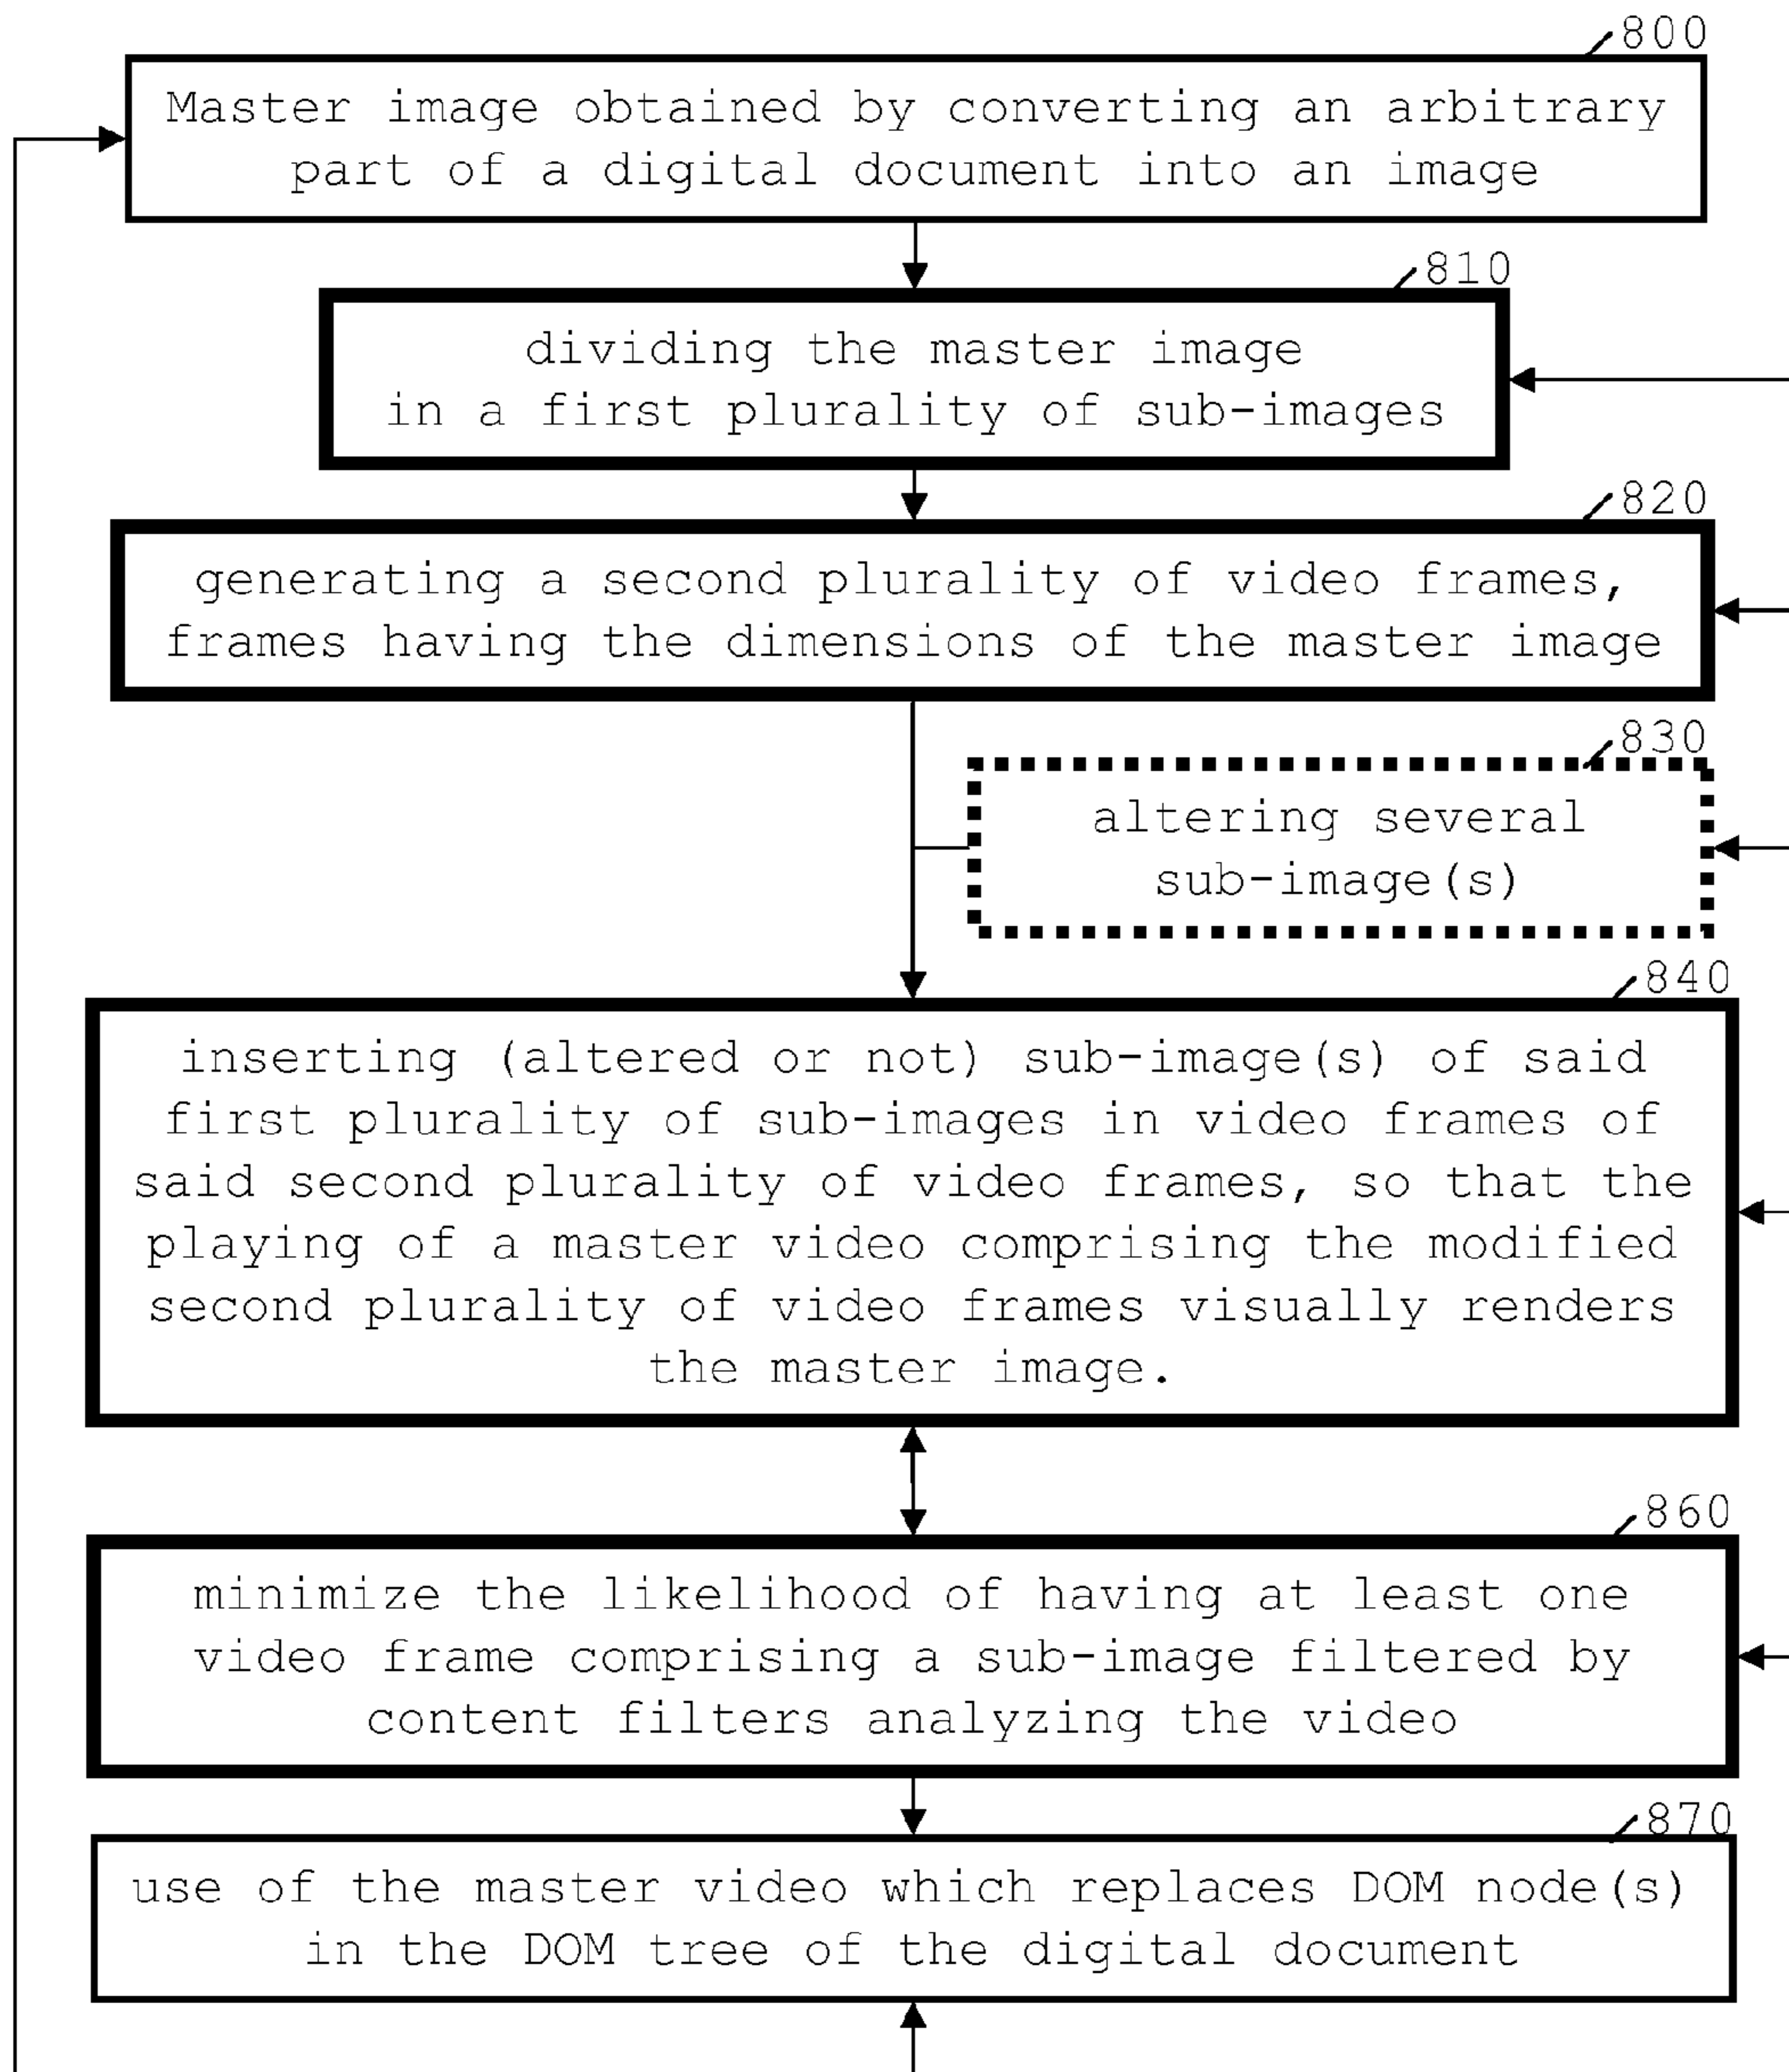 800
Master image obtained by converting an arbitrary
part of a digital document into an image
810
dividing the master image
in a first plurality of sub-images
820
generating a second plurality of video frames,
frames having the dimensions of the master image
830
altering several
sub-image(s)
840
inserting (altered or not) sub-image(s) of said
first plurality of sub-images in video frames of
said second plurality of video frames, so that the
playing of a master video comprising the modified
second plurality of video frames visually renders
the master image.
860
minimize the likelihood of having at least one
video frame comprising a sub-image filtered by
content filters analyzing the video
870
use of the master video which replaces DOM node(s)
in the DOM tree of the digital document